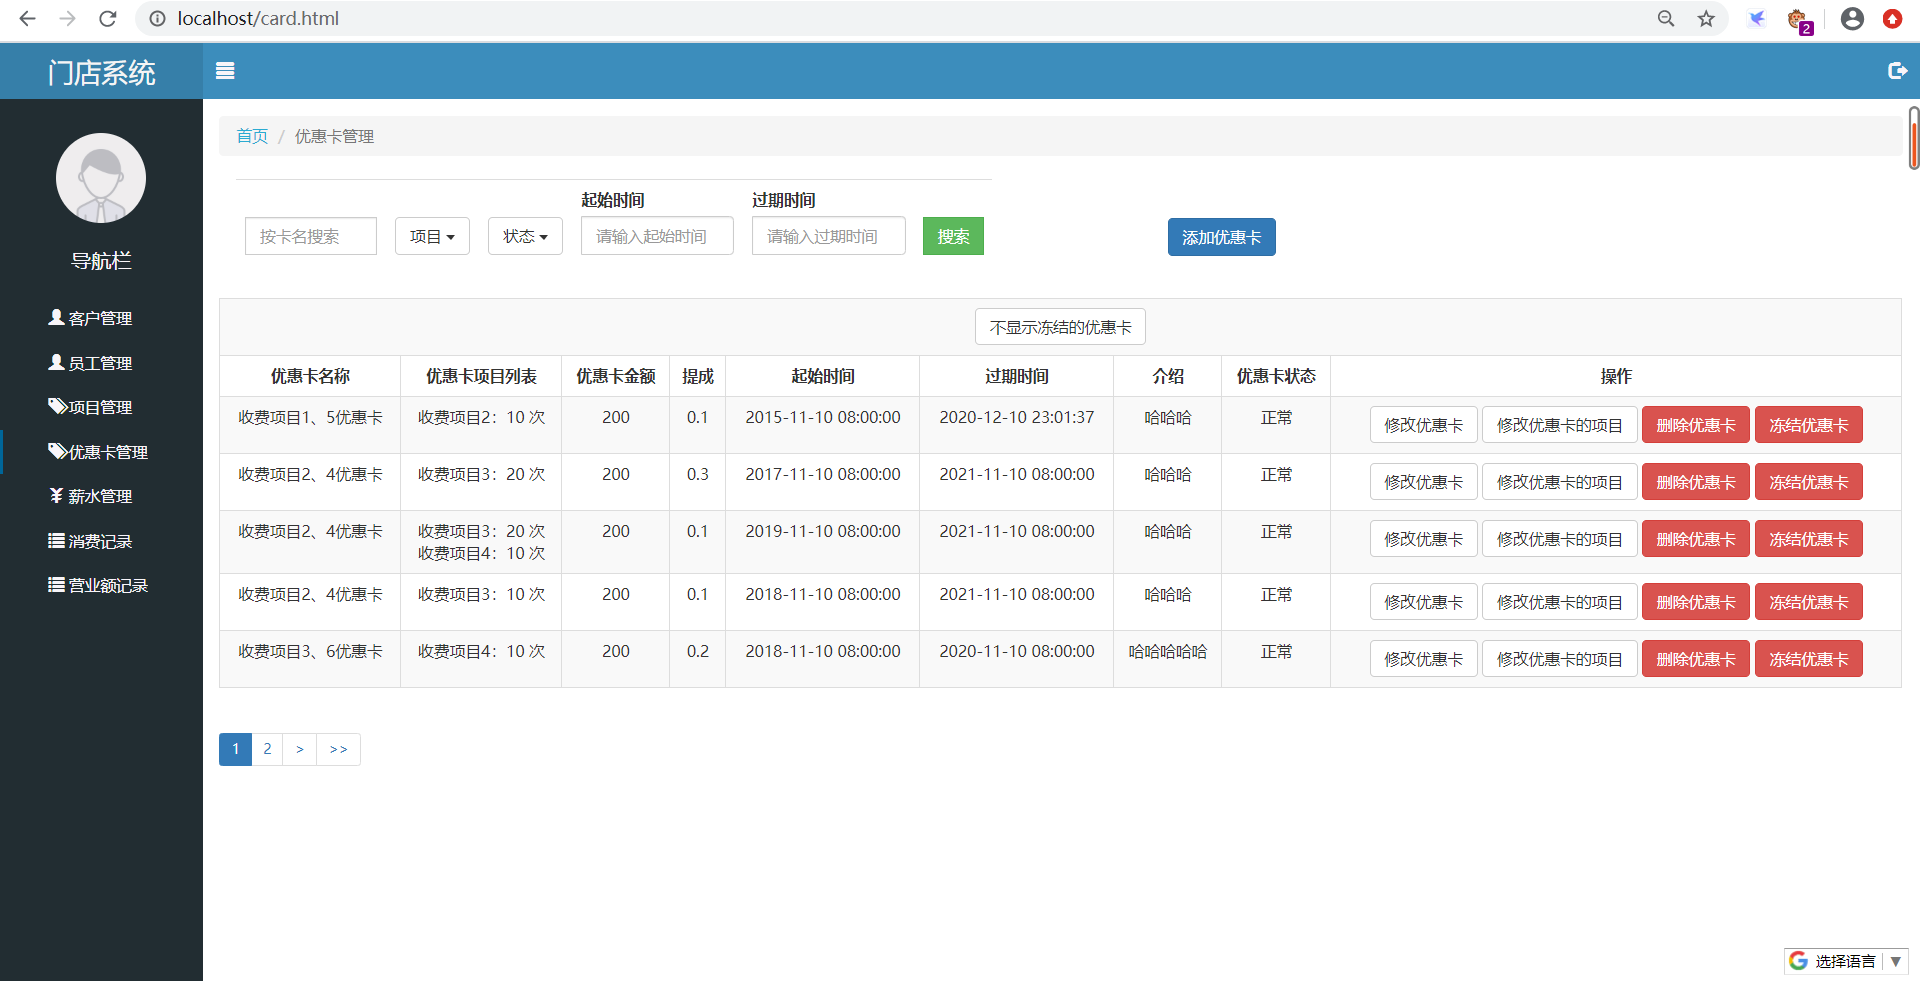 localhost/card.html
2
门店系统
导航栏
客户管理
员工管理
项目管理
优惠卡管理
薪水管理
消费记录
营业额记录
首页 / 优惠卡管理
起始时间 过期时间
按卡名搜索 项目 状态 请输入起始时间 请输入过期时间 搜索 添加优惠卡
不显示冻结的优惠卡
优惠卡名称 优惠卡项目列表 优惠卡金额 提成 起始时间 过期时间 介绍 优惠卡状态 操作
收费项目1、5优惠卡 收费项目2：10 次 200 0.1 2015-11-10 08:00:00 2020-12-10 23:01:37 哈哈哈 正常 修改优惠卡 修改优惠卡的项目 删除优惠卡 冻结优惠卡
收费项目2、4优惠卡 收费项目3：20 次 200 0.3 2017-11-10 08:00:00 2021-11-10 08:00:00 哈哈哈 正常 修改优惠卡 修改优惠卡的项目 删除优惠卡 冻结优惠卡
收费项目2、4优惠卡 收费项目3：20 次 200 0.1 2019-11-10 08:00:00 2021-11-10 08:00:00 哈哈哈 正常 修改优惠卡 修改优惠卡的项目 删除优惠卡 冻结优惠卡
收费项目4：10 次
收费项目2、4优惠卡 收费项目3：10 次 200 0.1 2018-11-10 08:00:00 2021-11-10 08:00:00 哈哈哈 正常 修改优惠卡 修改优惠卡的项目 删除优惠卡 冻结优惠卡
收费项目3、6优惠卡 收费项目4：10 次 200 0.2 2018-11-10 08:00:00 2020-11-10 08:00:00 哈哈哈哈哈 正常 修改优惠卡 修改优惠卡的项目 删除优惠卡 冻结优惠卡
1 2 > >>
选择语言 ▼